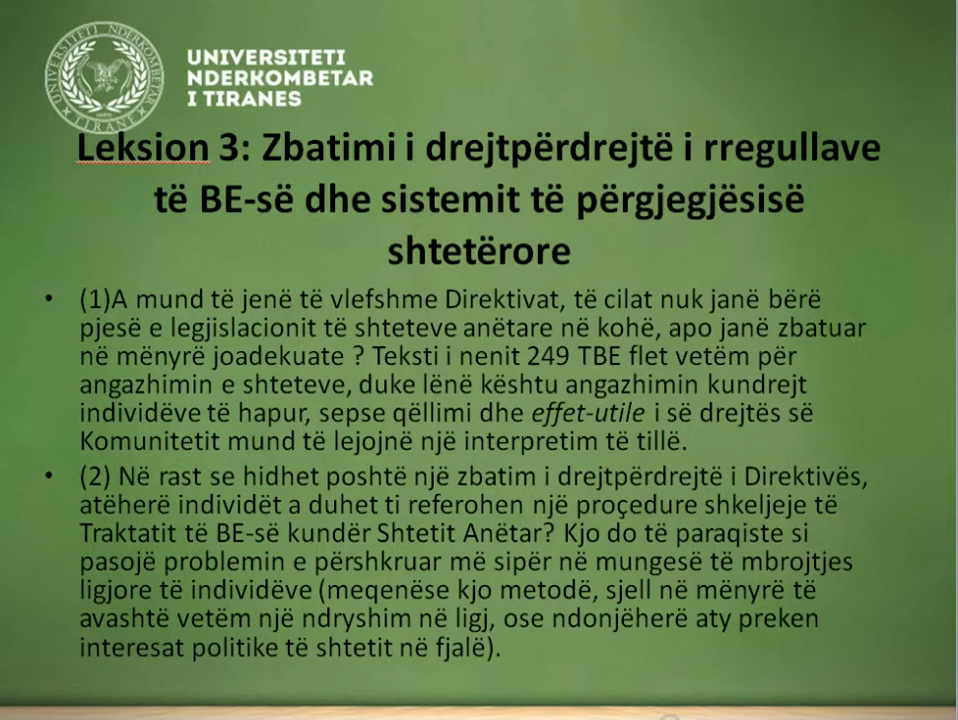 UNIVERSITETI NDERKOMBETAR
TIRANE
UNIVERSITETI
NDERKOMBETAR
I TIRANES
Leksion 3: Zbatimi i drejtpërdrejtë i rregullave
të BE-së dhe sistemit të përgjegjësisë
shtetërore
• (1)A mund të jenë të vlefshme Direktivat, të cilat nuk janë bërë
pjesë e legjislacionit të shteteve anëtare në kohë, apo janë zbatuar
në mënyrë joadekuate ? Teksti i nenit 249 TBE flet vetëm për
angazhimin e shteteve, duke lënë kështu angazhimin kundrejt
individëve të hapur, sepse qëllimi dhe effet-utile i së drejtës së
Komunitetit mund të lejojnë një interpretim të tillë.
• (2) Në rast se hidhet poshtë një zbatim i drejtpërdrejtë i Direktivës,
atëherë individët a duhet ti referohen një proçedure shkeljeje të
Traktatit të BE-së kundër Shtetit Anëtar? Kjo do të paraqiste si
pasojë problemin e përshkruar më sipër në mungesë të mbrojtjes
ligjore të individëve (meqenëse kjo metodë, sjell në mënyrë të
avashtë vetëm një ndryshim në ligj, ose ndonjëherë aty preken
interesat politike të shtetit në fjalë).